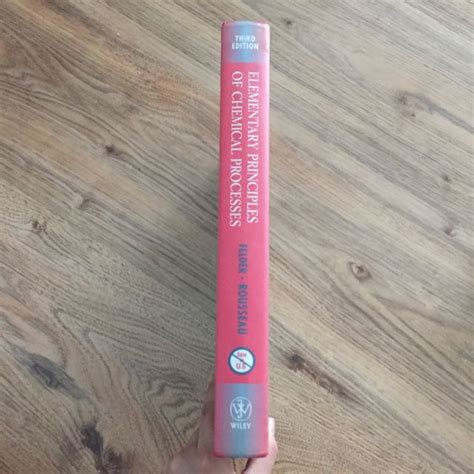 THIRD
EDITION
ELEMENTARY PRINCIPLES
OF CHEMICAL PROCESSES
FELDER • ROUSSEAU
U.S
WILEY